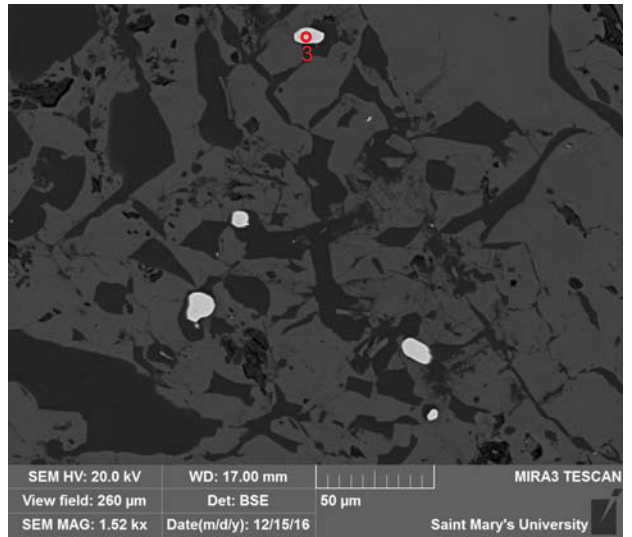 3
SEM HV: 20.0 kV WD: 17.00 mm MIRA3 TESCAN
View field: 260 µm Det: BSE 50 µm
SEM MAG: 1.52 kx Date(m/d/y): 12/15/16 Saint Mary's University